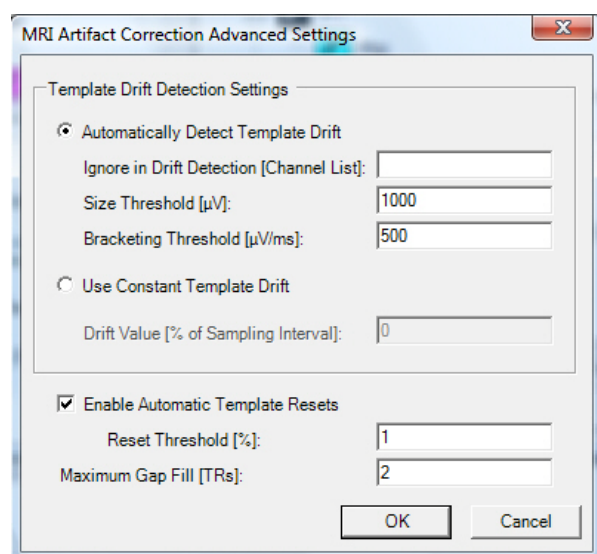 MRI Artifact Correction Advanced Settings
Template Drift Detection Settings
Automatically Detect Template Drift
Ignore in Drift Detection [Channel List]:
Size Threshold [µV]: 1000
Bracketing Threshold [µV/ms]: 500
Use Constant Template Drift
Drift Value [% of Sampling Interval]: 0
Enable Automatic Template Resets
Reset Threshold [%]: 1
Maximum Gap Fill [TRs]: 2
OK Cancel